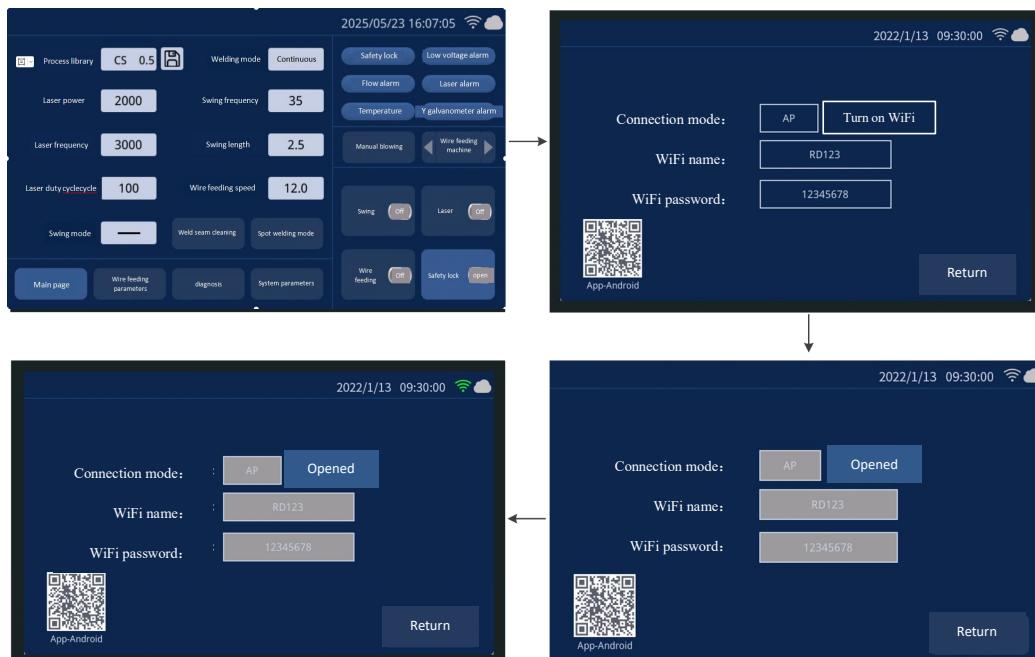 2025/05/23 16:07:05
Process library CS 0.5 Welding mode Continuous
Laser power 2000 Swing frequency 35
Laser frequency 3000 Swing length 2.5
Laser duty cyclecycle 100 Wire feeding speed 12.0
Swing mode Weld seam cleaning Spot welding mode
Main page Wire feeding parameters diagnosis System parameters
Safety lock Low voltage alarm
Flow alarm Laser alarm
Temperature Y galvanometer alarm
Manual blowing Wire feeding machine
Swing Off Laser Off
Wire feeding Off Safety lock open
2022/1/13 09:30:00
Connection mode: AP Turn on WiFi
WiFi name: RD123
WiFi password: 12345678
App-Android
Return
2022/1/13 09:30:00
Connection mode: : AP Opened
WiFi name: : RD123
WiFi password: : 12345678
App-Android
Return
2022/1/13 09:30:00
Connection mode: AP Opened
WiFi name: RD123
WiFi password: 12345678
App-Android
Return